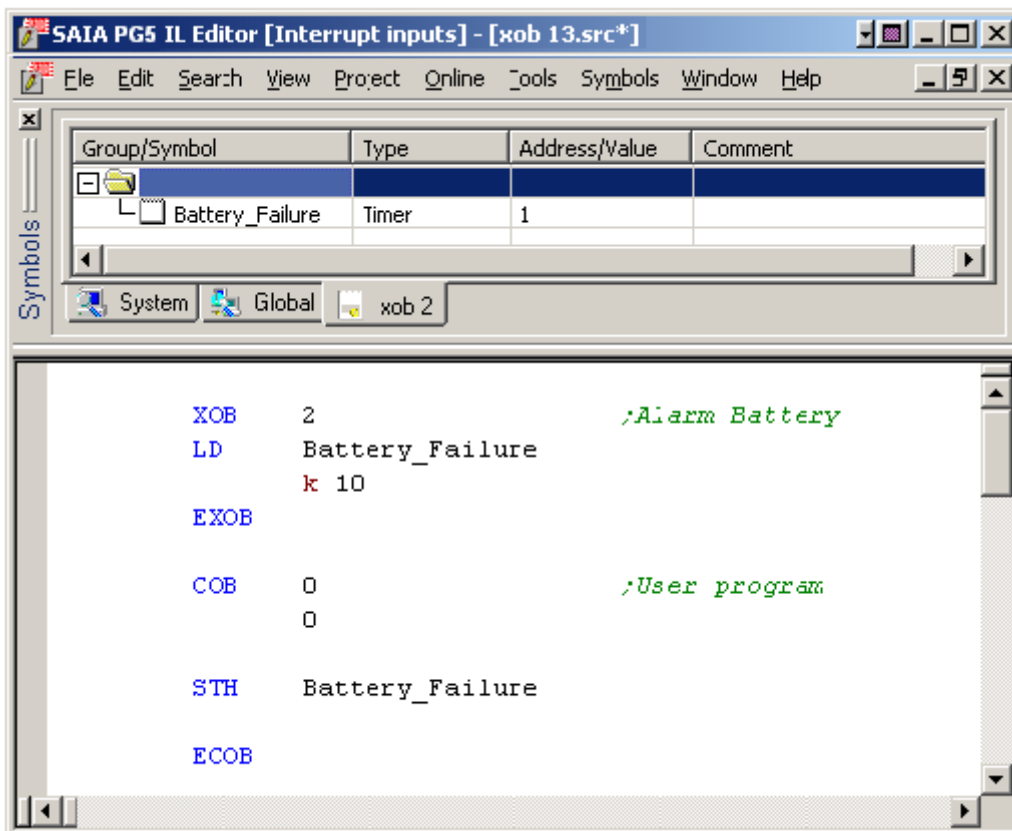 SAIA PG5 IL Editor [Interrupt inputs] - [xob 13.src*]
File Edit Search View Project Online Tools Symbols Window Help
Symbols
Group/Symbol Type Address/Value Comment
Battery_Failure Timer 1
System Global xob 2
XOB 2 ;Alarm Battery
LD Battery_Failure
k 10
EXOB
COB 0 ;User program
0
STH Battery_Failure
ECOB